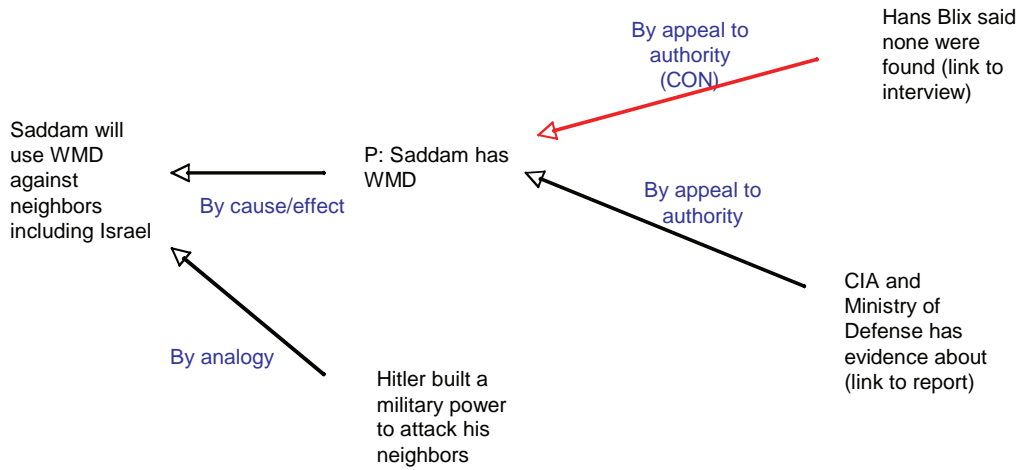 Saddam will
use WMD
against
neighbors
including Israel
By cause/effect
By analogy
P: Saddam has
WMD
Hitler built a
military power
to attack his
neighbors
By appeal to
authority
(CON)
By appeal to
authority
Hans Blix said
none were
found (link to
interview)
CIA and
Ministry of
Defense has
evidence about
(link to report)